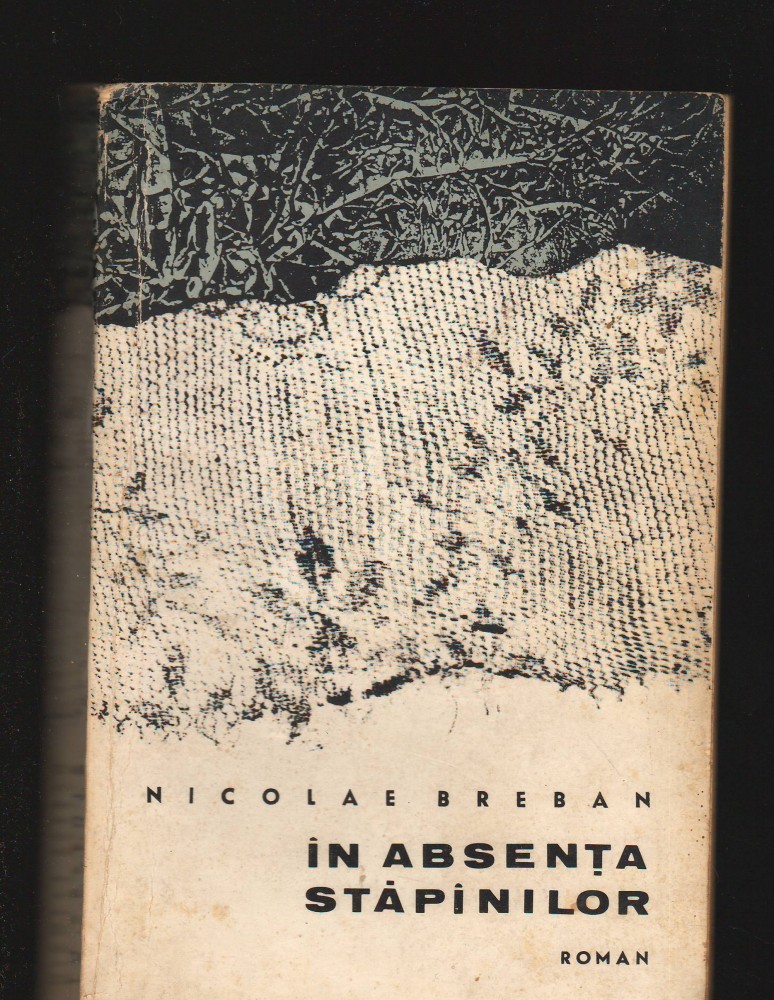 NICOLAE BREBAN
ÎN ABSENȚA
STĂPÎNILOR
ROMAN